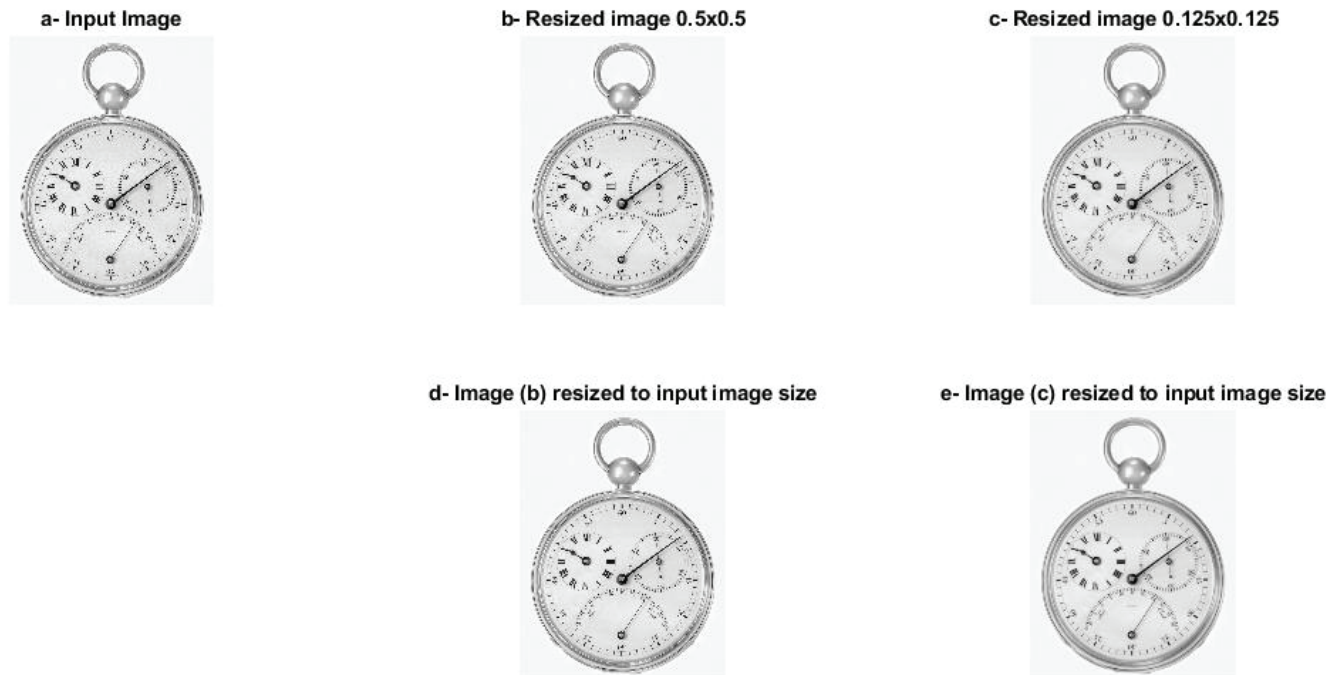 a- Input Image
b- Resized image 0.5x0.5
c- Resized image 0.125x0.125
d- Image (b) resized to input image size
e- Image (c) resized to input image size